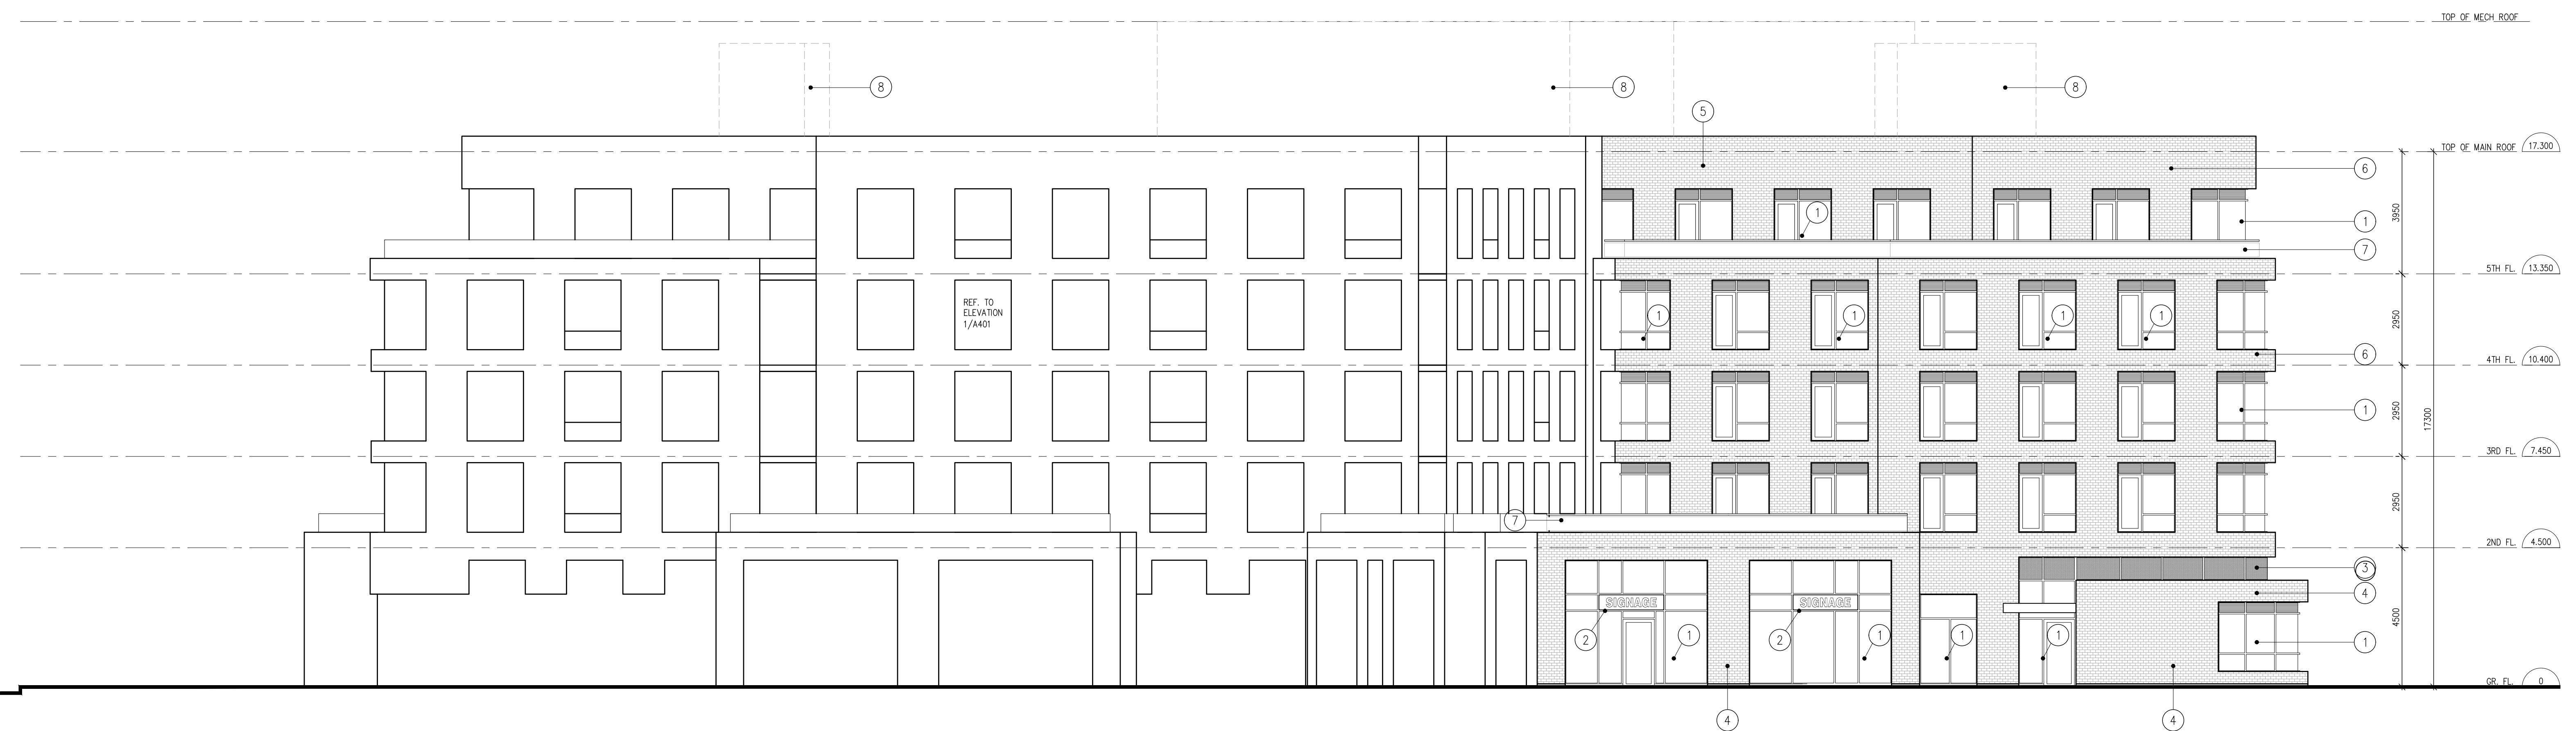 TOP OF MECH ROOF
8
8
8
5
TOP OF MAIN ROOF 17.300
6
3950
1
1
7
5TH FL. 13.350
REF. TO
ELEVATION
1/A401
1
1
1
1
2950
6
4TH FL. 10.400
2950
1
17300
3RD FL. 7.450
2950
7
2ND FL. 4.500
3
4
SIGNAGE
SIGNAGE
4500
2
1
2
1
1
1
1
GR. FL. 0
4
4